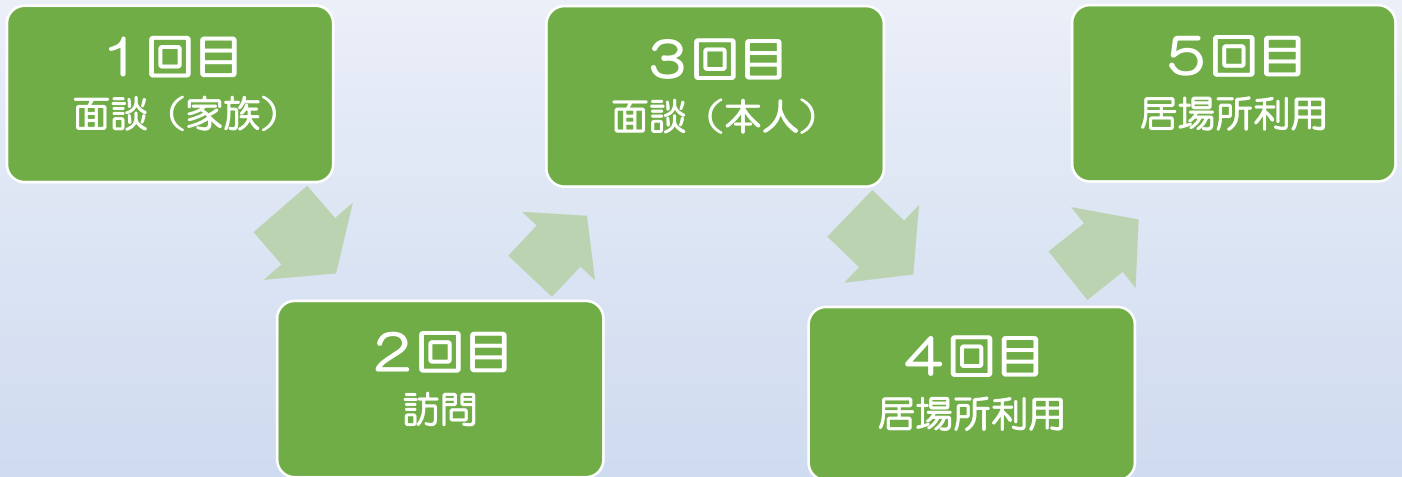 １回目
面談（家族）
２回目
訪問
３回目
面談（本人）
４回目
居場所利用
５回目
居場所利用